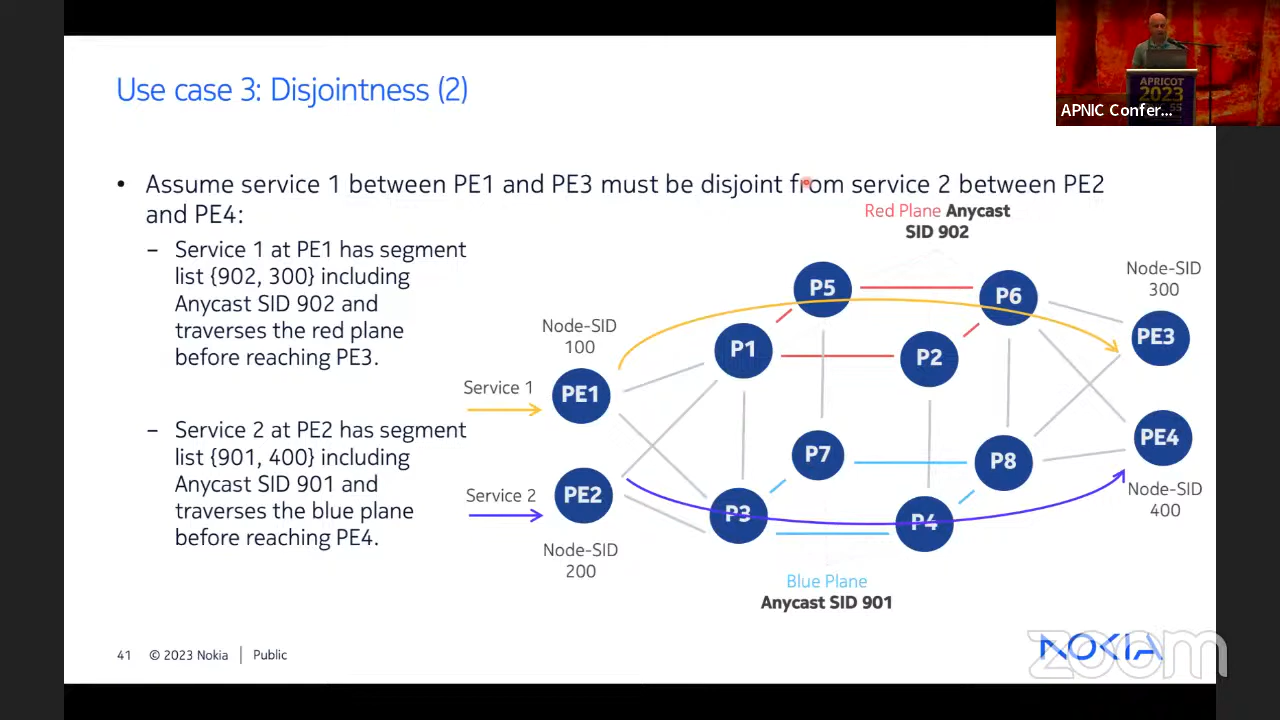 Use case 3: Disjointness (2)
APRICOT
2023
APNIC Confer...
• Assume service 1 between PE1 and PE3 must be disjoint from service 2 between PE2
and PE4:
– Service 1 at PE1 has segment
list {902, 300} including
Anycast SID 902 and
traverses the red plane
before reaching PE3.
– Service 2 at PE2 has segment
list {901, 400} including
Anycast SID 901 and
traverses the blue plane
before reaching PE4.
Red Plane Anycast
SID 902
Node-SID
300
P5
P6
PE3
Node-SID
100
P1
P2
Service 1
PE1
P7
P8
PE4
Service 2
PE2
P3
P4
Node-SID
400
Node-SID
200
Blue Plane
Anycast SID 901
41 © 2023 Nokia | Public
NOKIA
zoom